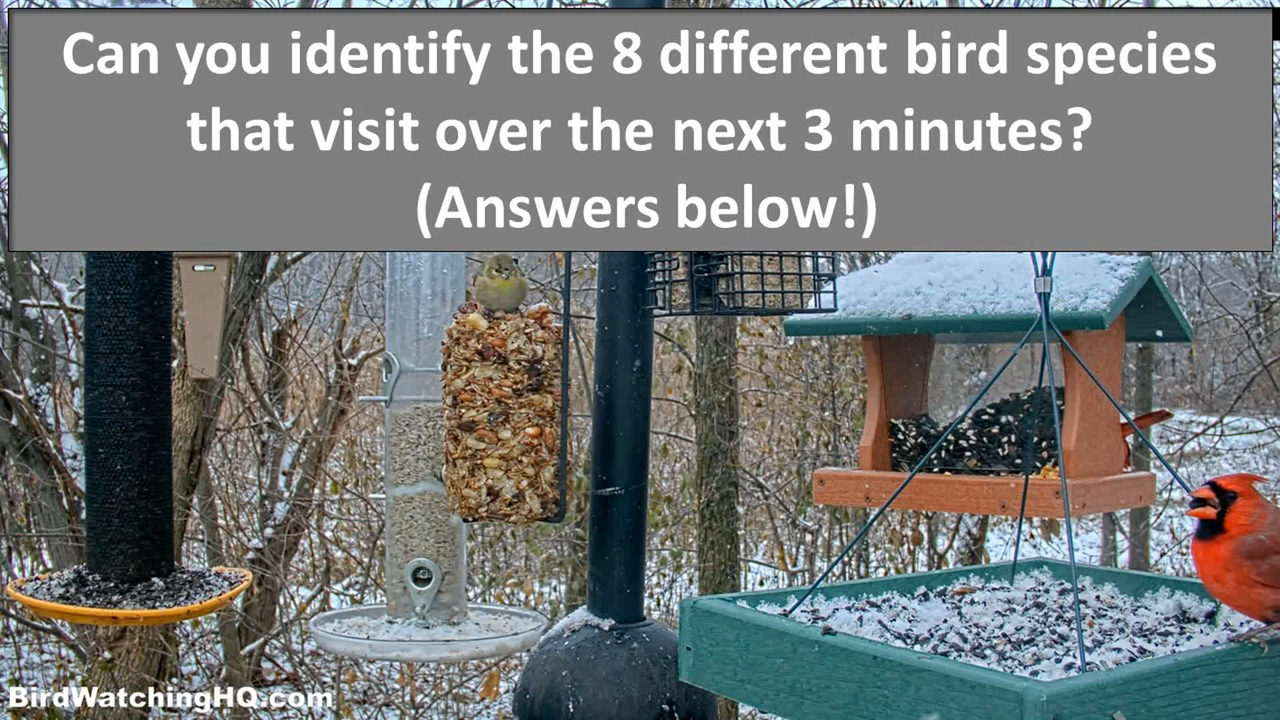 Can you identify the 8 different bird species
that visit over the next 3 minutes?
(Answers below!)
BirdWatchingHQ.com